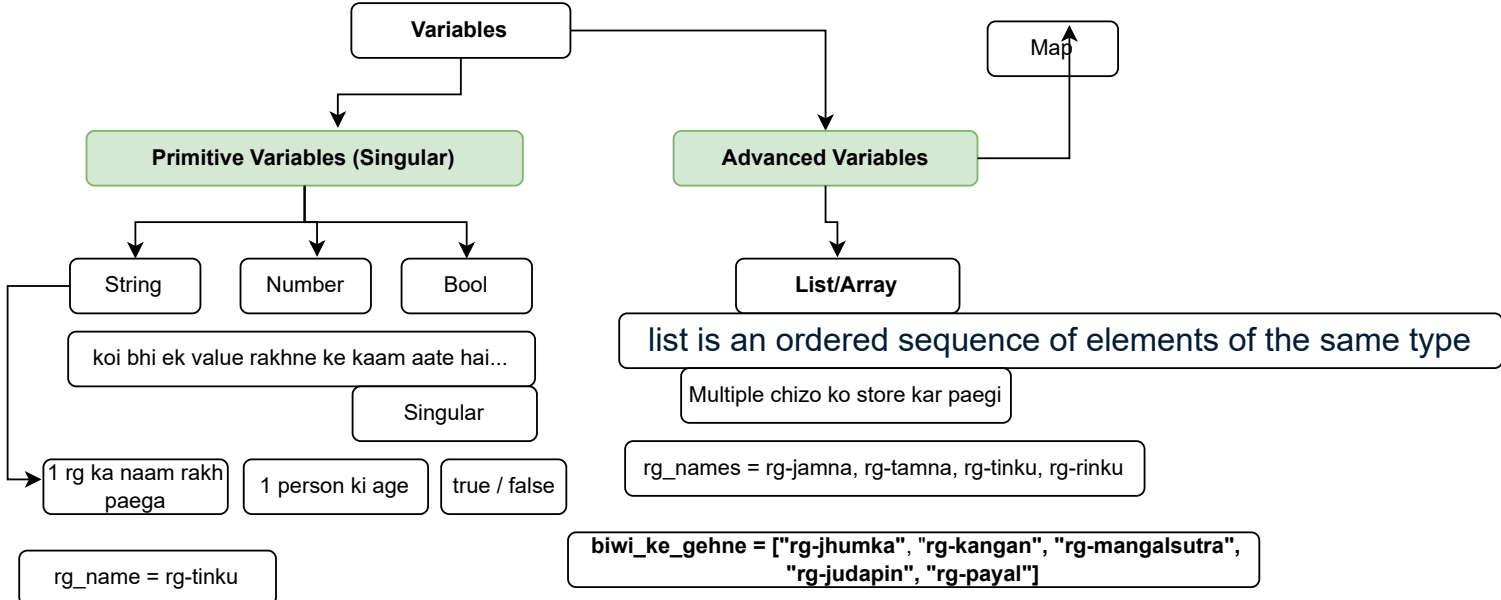 Variables
Map
Primitive Variables (Singular)
Advanced Variables
String
Number
Bool
List/Array
koi bhi ek value rakhne ke kaam aate hai...
list is an ordered sequence of elements of the same type
Singular
Multiple chizo ko store kar paegi
1 rg ka naam rakh
paega
1 person ki age
true / false
rg_names = rg-jamna, rg-tamna, rg-tinku, rg-rinku
rg_name = rg-tinku
biwi_ke_gehne = ["rg-jhumka", "rg-kangan", "rg-mangalsutra",
"rg-judapin", "rg-payal"]